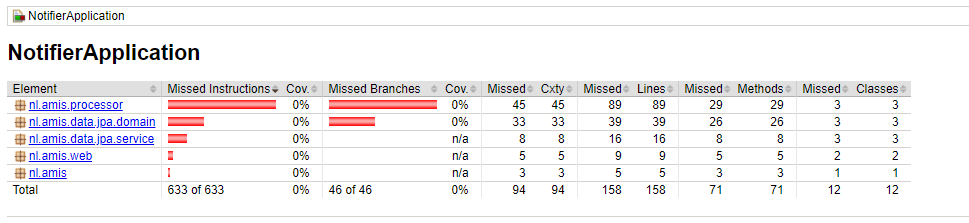 NotifierApplication
NotifierApplication
Element Missed Instructions Cov. Missed Branches Cov. Missed Cxty Missed Lines Missed Methods Missed Classes
nl.amis.processor 0% 0% 45 45 89 89 29 29 3 3
nl.amis.data.jpa.domain 0% 0% 33 33 39 39 26 26 3 3
nl.amis.data.jpa.service 0% n/a 8 8 16 16 8 8 3 3
nl.amis.web 0% n/a 5 5 9 9 5 5 2 2
nl.amis 0% n/a 3 3 5 5 3 3 1 1
Total 633 of 633 0% 46 of 46 0% 94 94 158 158 71 71 12 12